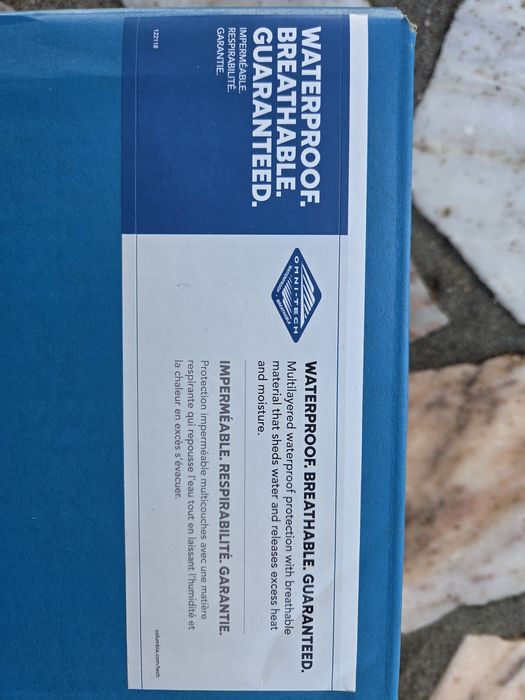 WATERPROOF.
BREATHABLE.
GUARANTEED.
IMPERMÉABLE.
RESPIRABILITÉ.
GARANTIE.
122118
OMNI-TECH
WATERPROOF • BREATHABLE
WATERPROOF. BREATHABLE. GUARANTEED.
Multilayered waterproof protection with breathable
material that sheds water and releases excess heat
and moisture.
IMPERMÉABLE. RESPIRABILITÉ. GARANTIE.
Protection imperméable multicouches avec une matière
respirante qui repousse l'eau tout en laissant l'humidité et
la chaleur en excès s'évacuer.
columbia.com/tech